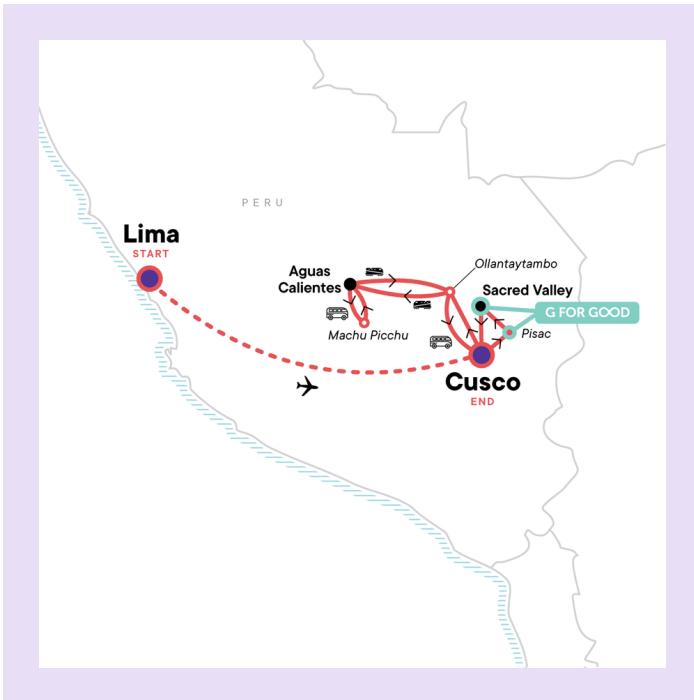 PERU
Lima
START
Aguas
Calientes
Machu Picchu
Ollantaytambo
Sacred Valley
G FOR GOOD
Pisac
Cusco
END